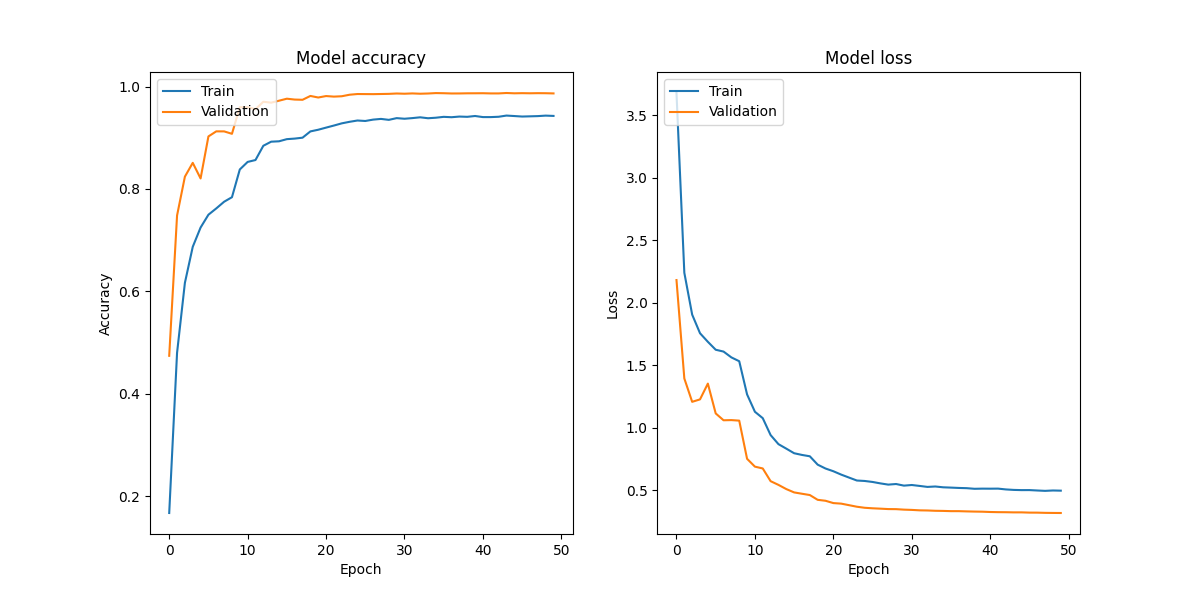 Model accuracy
Train
Validation
1.0
0.8
0.6
0.4
0.2
Accuracy
0 10 20 30 40 50
Epoch
Model loss
Train
Validation
3.5
3.0
2.5
2.0
1.5
1.0
0.5
Loss
0 10 20 30 40 50
Epoch